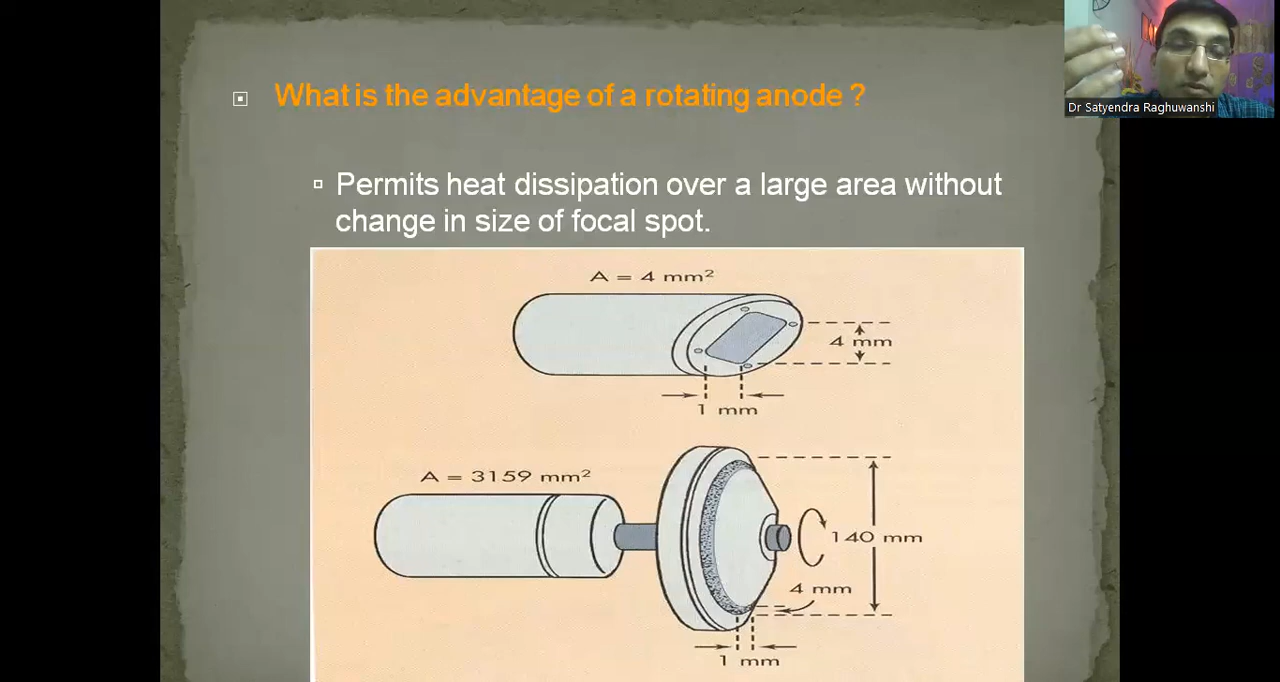 What is the advantage of a rotating anode ?
Dr Satyendra Raghuwanshi
Permits heat dissipation over a large area without
change in size of focal spot.
A = 4 mm²
4 mm
1 mm
A = 3159 mm²
140 mm
4 mm
1 mm